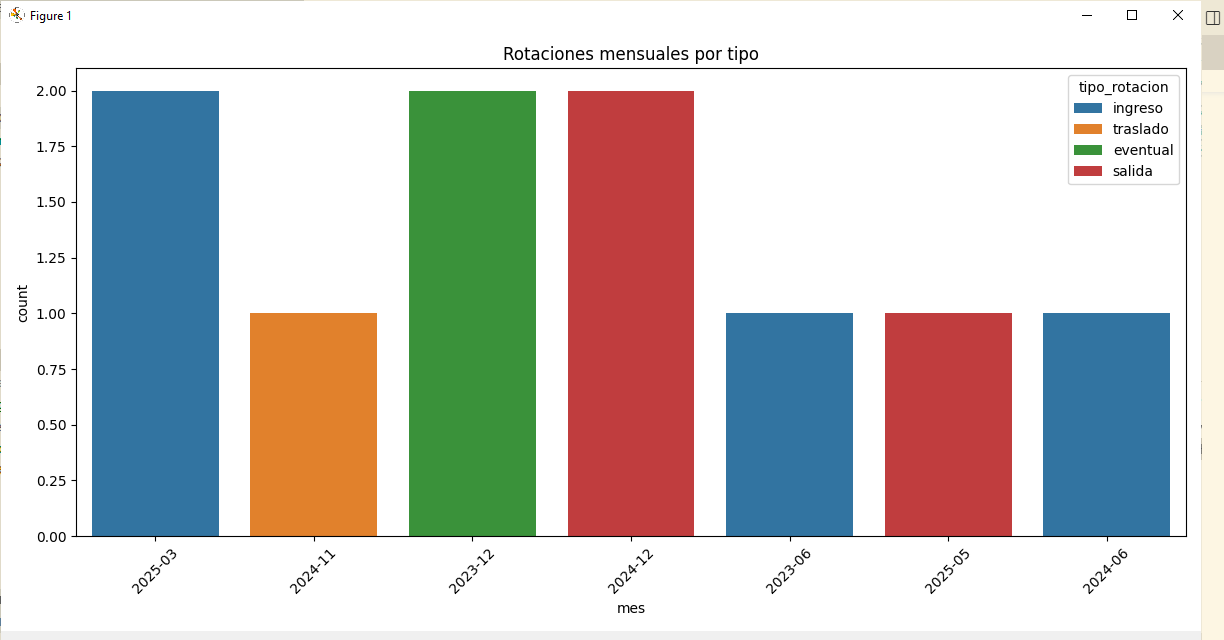 Figure 1
Rotaciones mensuales por tipo
tipo_rotacion
ingreso
traslado
eventual
salida
2.00
1.75
1.50
1.25
1.00
0.75
0.50
0.25
0.00
count
2025-03
2024-11
2023-12
2024-12
2023-06
2025-05
2024-06
mes